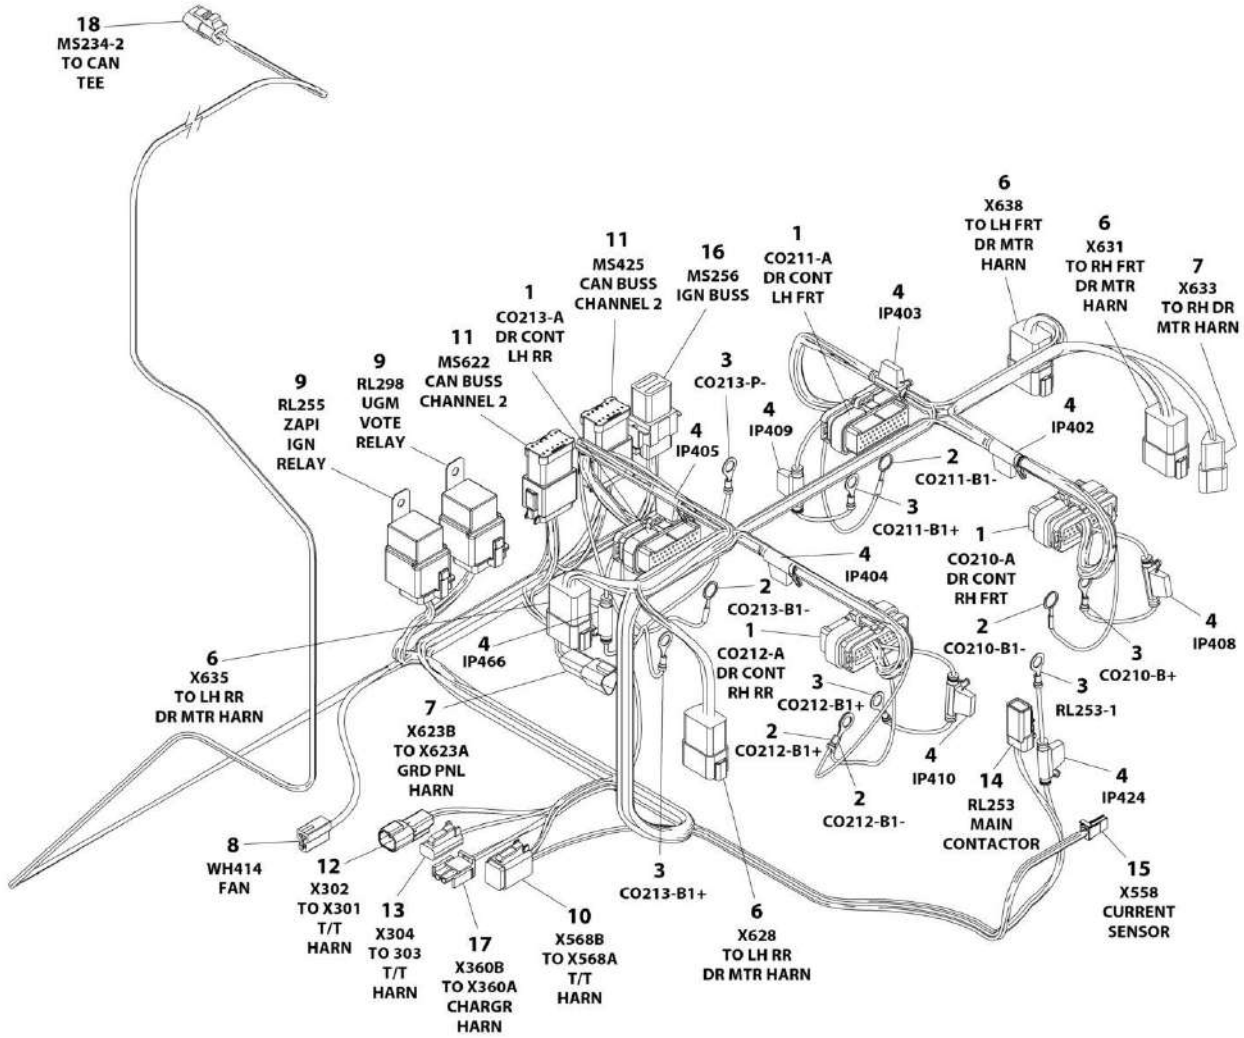 18
MS234-2
TO CAN
TEE
6
X638
TO LH FRT
DR MTR
HARN
6
X631
TO RH FRT
DR MTR
HARN
7
X633
TO RH DR
MTR HARN
1
CO211-A
DR CONT
LH FRT
4
IP403
11
MS425
CAN BUSS
CHANNEL 2
16
MS256
IGN BUSS
1
CO213-A
DR CONT
LH RR
11
MS622
CAN BUSS
CHANNEL 2
3
CO213-P-
9
RL298
UGM
VOTE
RELAY
9
RL255
ZAPI
IGN
RELAY
4
IP409
4
IP405
4
IP402
2
CO211-B1-
3
CO211-B1+
1
CO210-A
DR CONT
RH FRT
4
IP404
2
CO213-B1-
1
CO212-A
DR CONT
RH RR
2
CO210-B1-
4
IP408
3
CO210-B+
4
IP466
6
X635
TO LH RR
DR MTR HARN
3
CO212-B1+
2
CO212-B1+
3
RL253-1
7
X623B
TO X623A
GRD PNL
HARN
4
IP410
2
CO212-B1-
14
RL253
MAIN
CONTACTOR
4
IP424
8
WH414
FAN
12
X302
TO X301
T/T
HARN
13
X304
TO 303
T/T
HARN
17
X360B
TO X360A
CHARGR
HARN
10
X568B
TO X568A
T/T
HARN
3
CO213-B1+
6
X628
TO LH RR
DR MTR HARN
15
X558
CURRENT
SENSOR